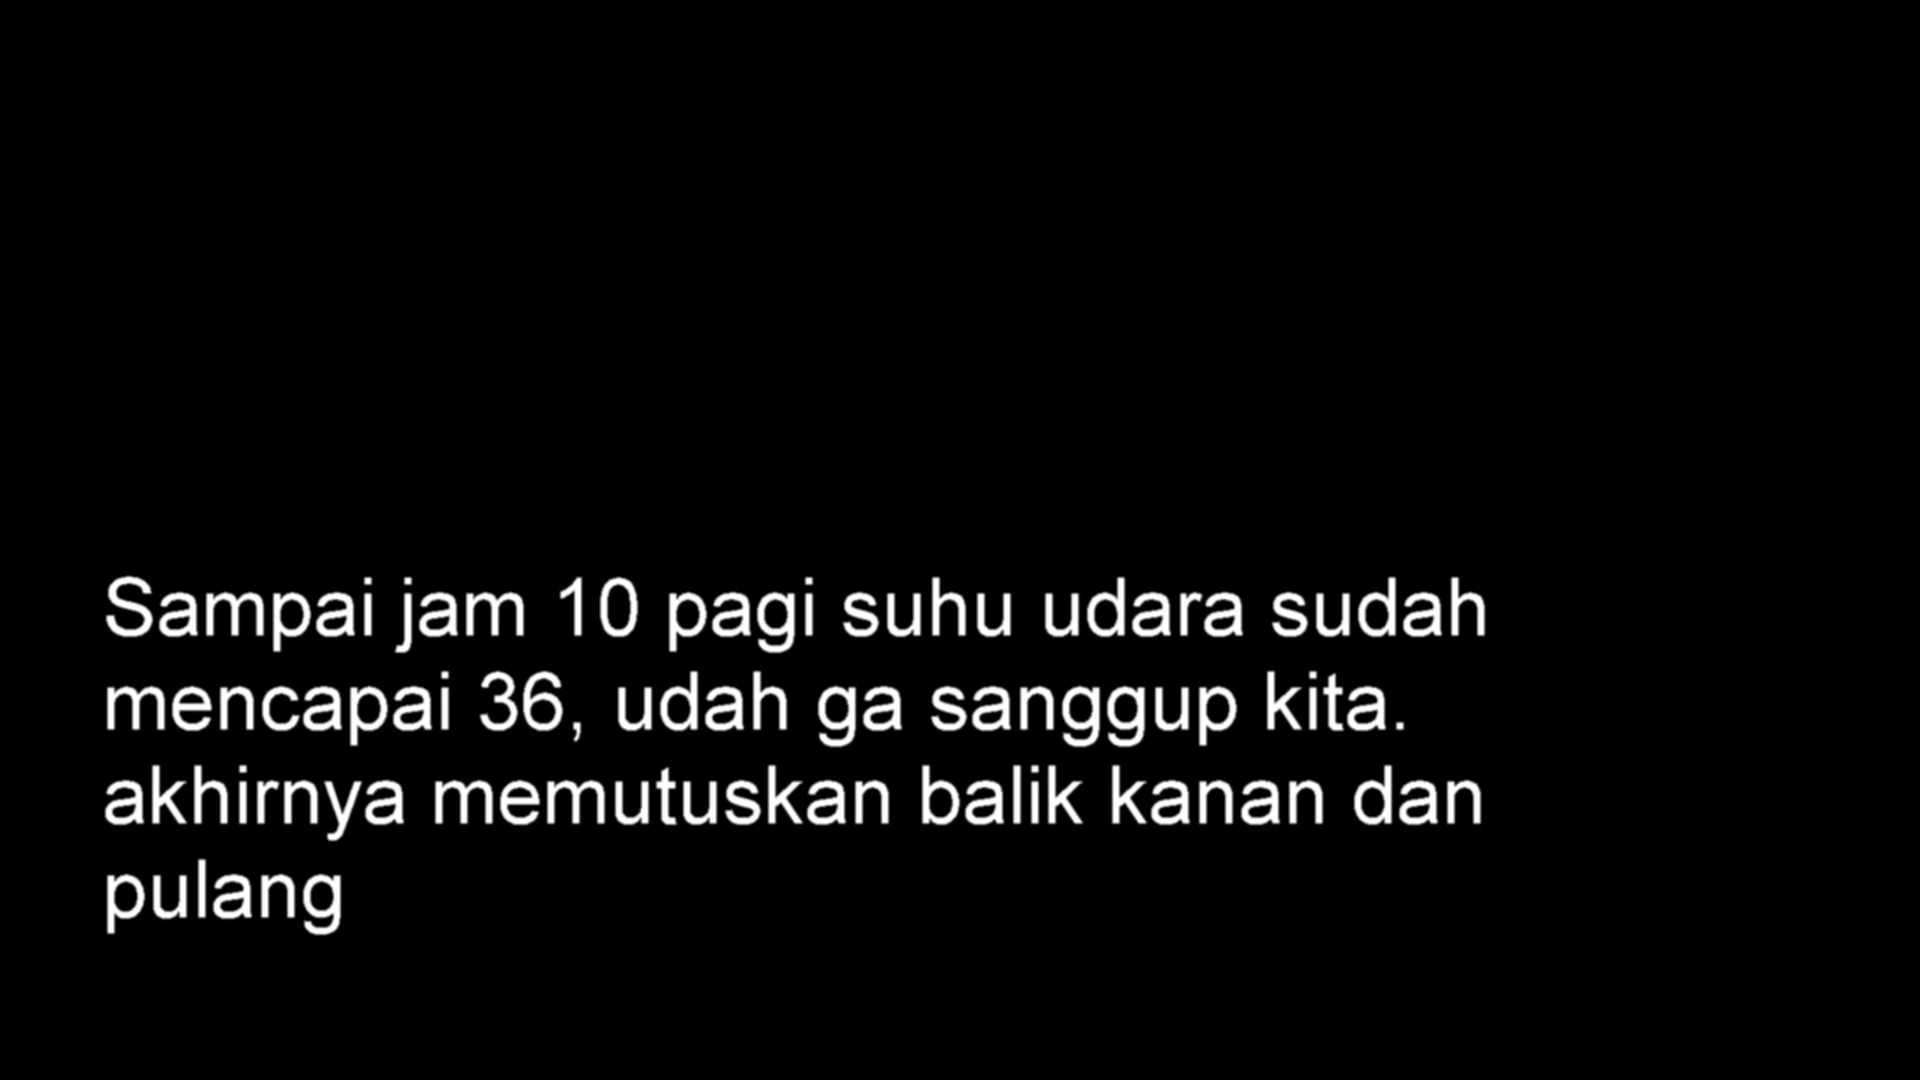 Sampai jam 10 pagi suhu udara sudah
mencapai 36, udah ga sanggup kita.
akhirnya memutuskan balik kanan dan
pulang